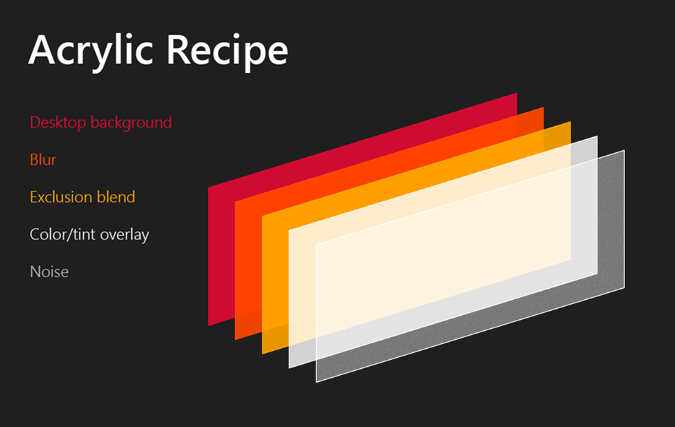 Acrylic Recipe
Desktop background
Blur
Exclusion blend
Color/tint overlay
Noise